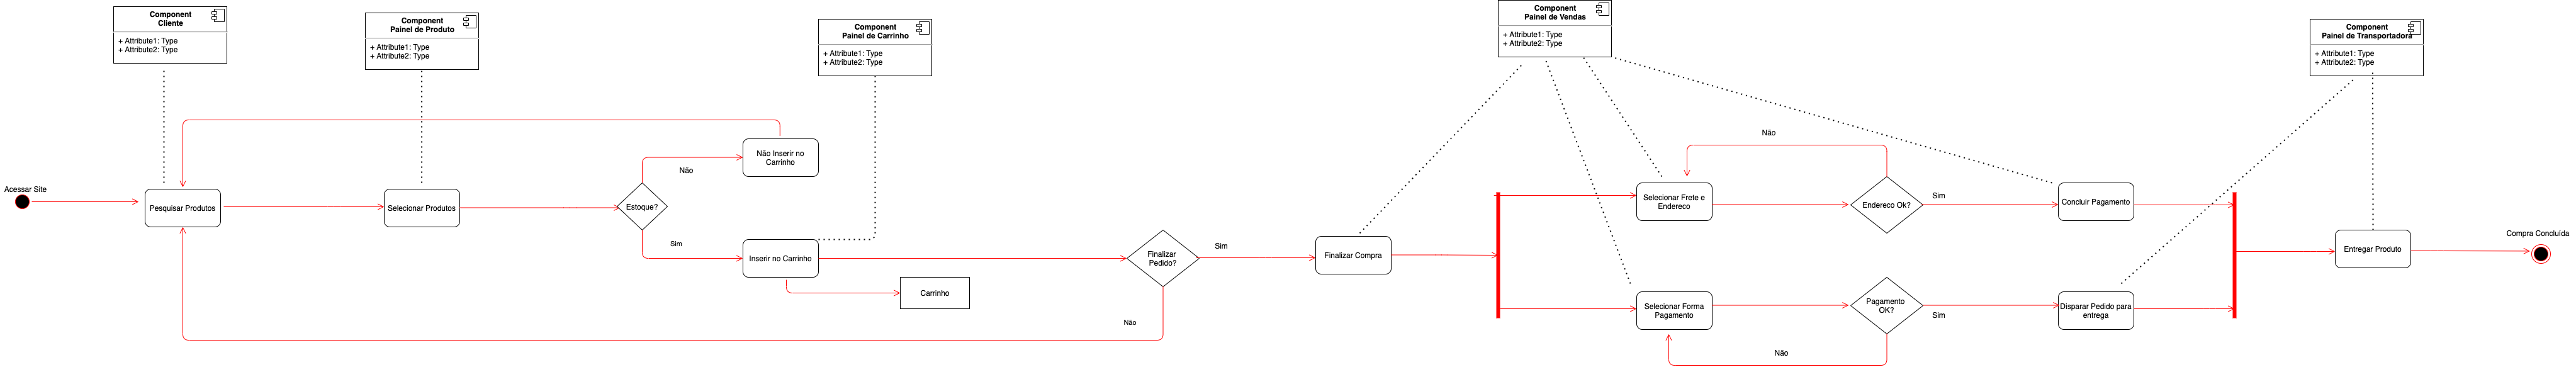 Component
Cliente
+ Attribute1: Type
+ Attribute2: Type
Component
Painel de Produto
+ Attribute1: Type
+ Attribute2: Type
Component
Painel de Carrinho
+ Attribute1: Type
+ Attribute2: Type
Component
Painel de Vendas
+ Attribute1: Type
+ Attribute2: Type
Component
Painel de Transportadora
+ Attribute1: Type
+ Attribute2: Type
Acessar Site
Pesquisar Produtos
Selecionar Produtos
Estoque?
Não
Não Inserir no
Carrinho
Sim
Inserir no Carrinho
Carrinho
Finalizar
Pedido?
Não
Sim
Finalizar Compra
Selecionar Frete e
Endereco
Não
Endereco Ok?
Sim
Concluir Pagamento
Selecionar Forma
Pagamento
Pagamento
OK?
Não
Sim
Disparar Pedido para
entrega
Entregar Produto
Compra Concluída